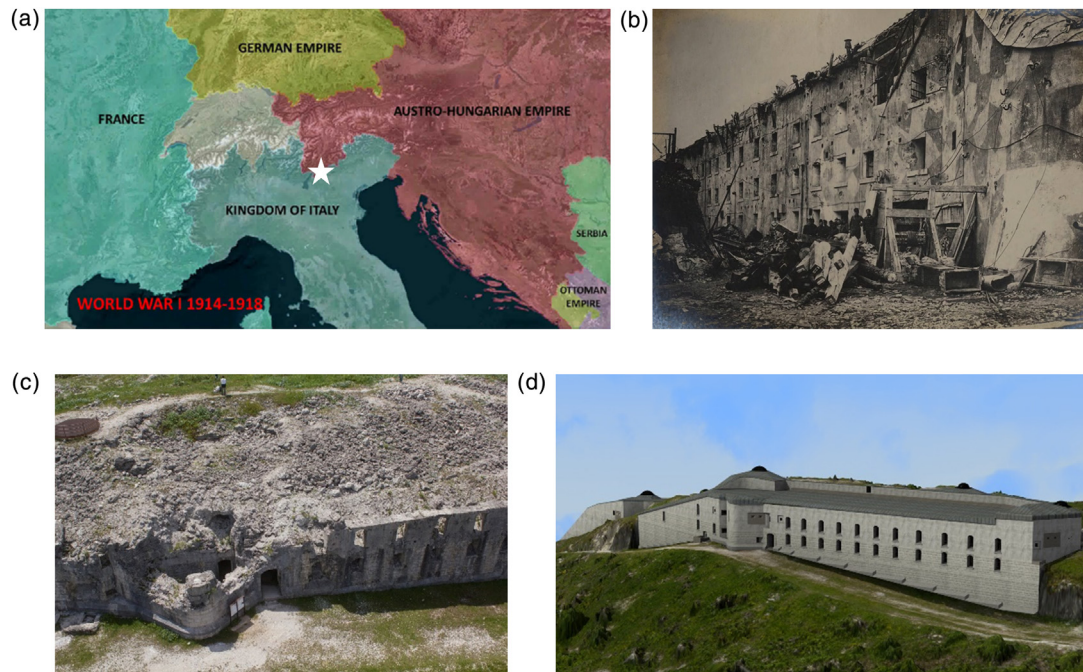 (a)
GERMAN EMPIRE
FRANCE
AUSTRO-HUNGARIAN EMPIRE
KINGDOM OF ITALY
SERBIA
OTTOMAN
EMPIRE
WORLD WAR I 1914-1918
(b)
(c)
(d)